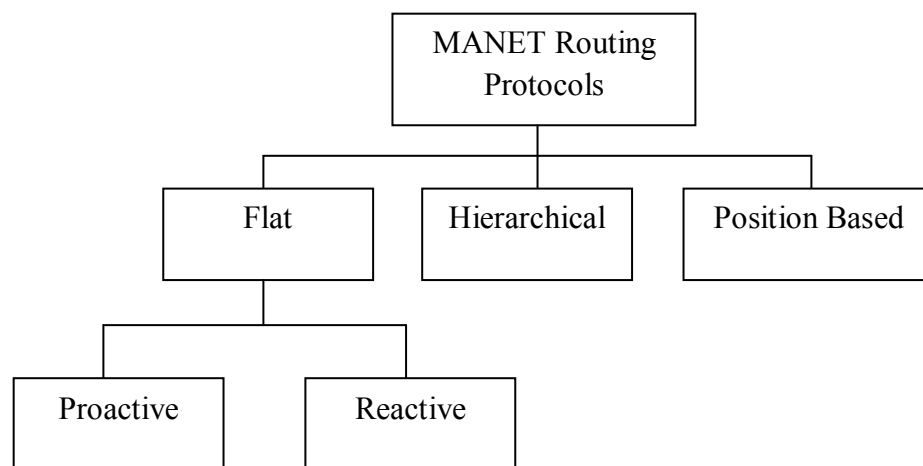 MANET Routing
Protocols
Flat
Hierarchical
Position Based
Proactive
Reactive